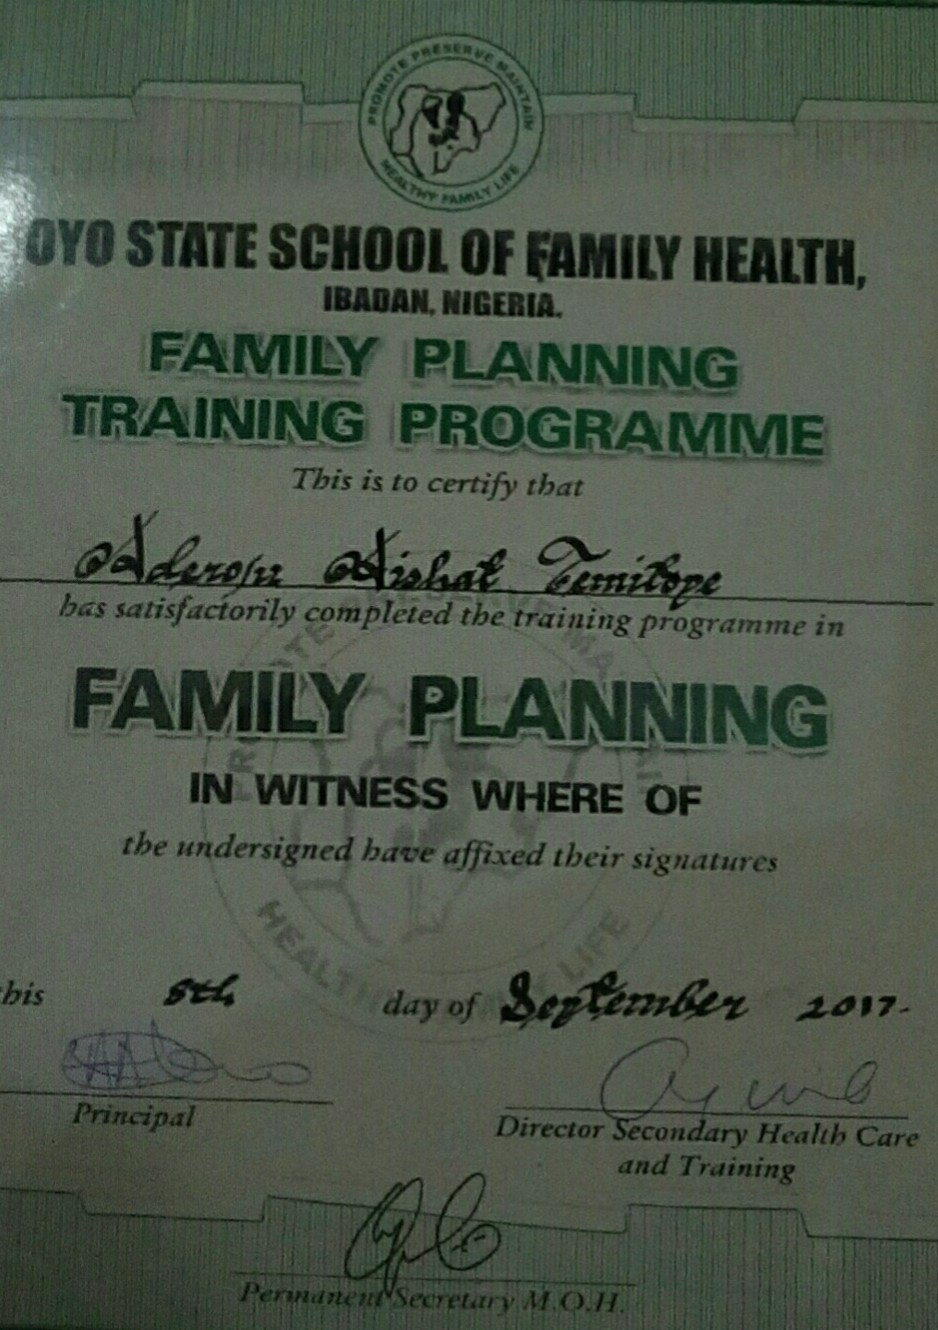 PROMOTE PRESERVE MAINTAIN
HEALTHY FAMILY LIFE
OYO STATE SCHOOL OF FAMILY HEALTH,
IBADAN, NIGERIA.
FAMILY PLANNING
TRAINING PROGRAMME
This is to certify that
Aishat Temitope
has satisfactorily completed the training programme in
FAMILY PLANNING
IN WITNESS WHERE OF
the undersigned have affixed their signatures
this 8th day of September 2017.
Principal
Director Secondary Health Care
and Training
Permanent Secretary M.O.H.